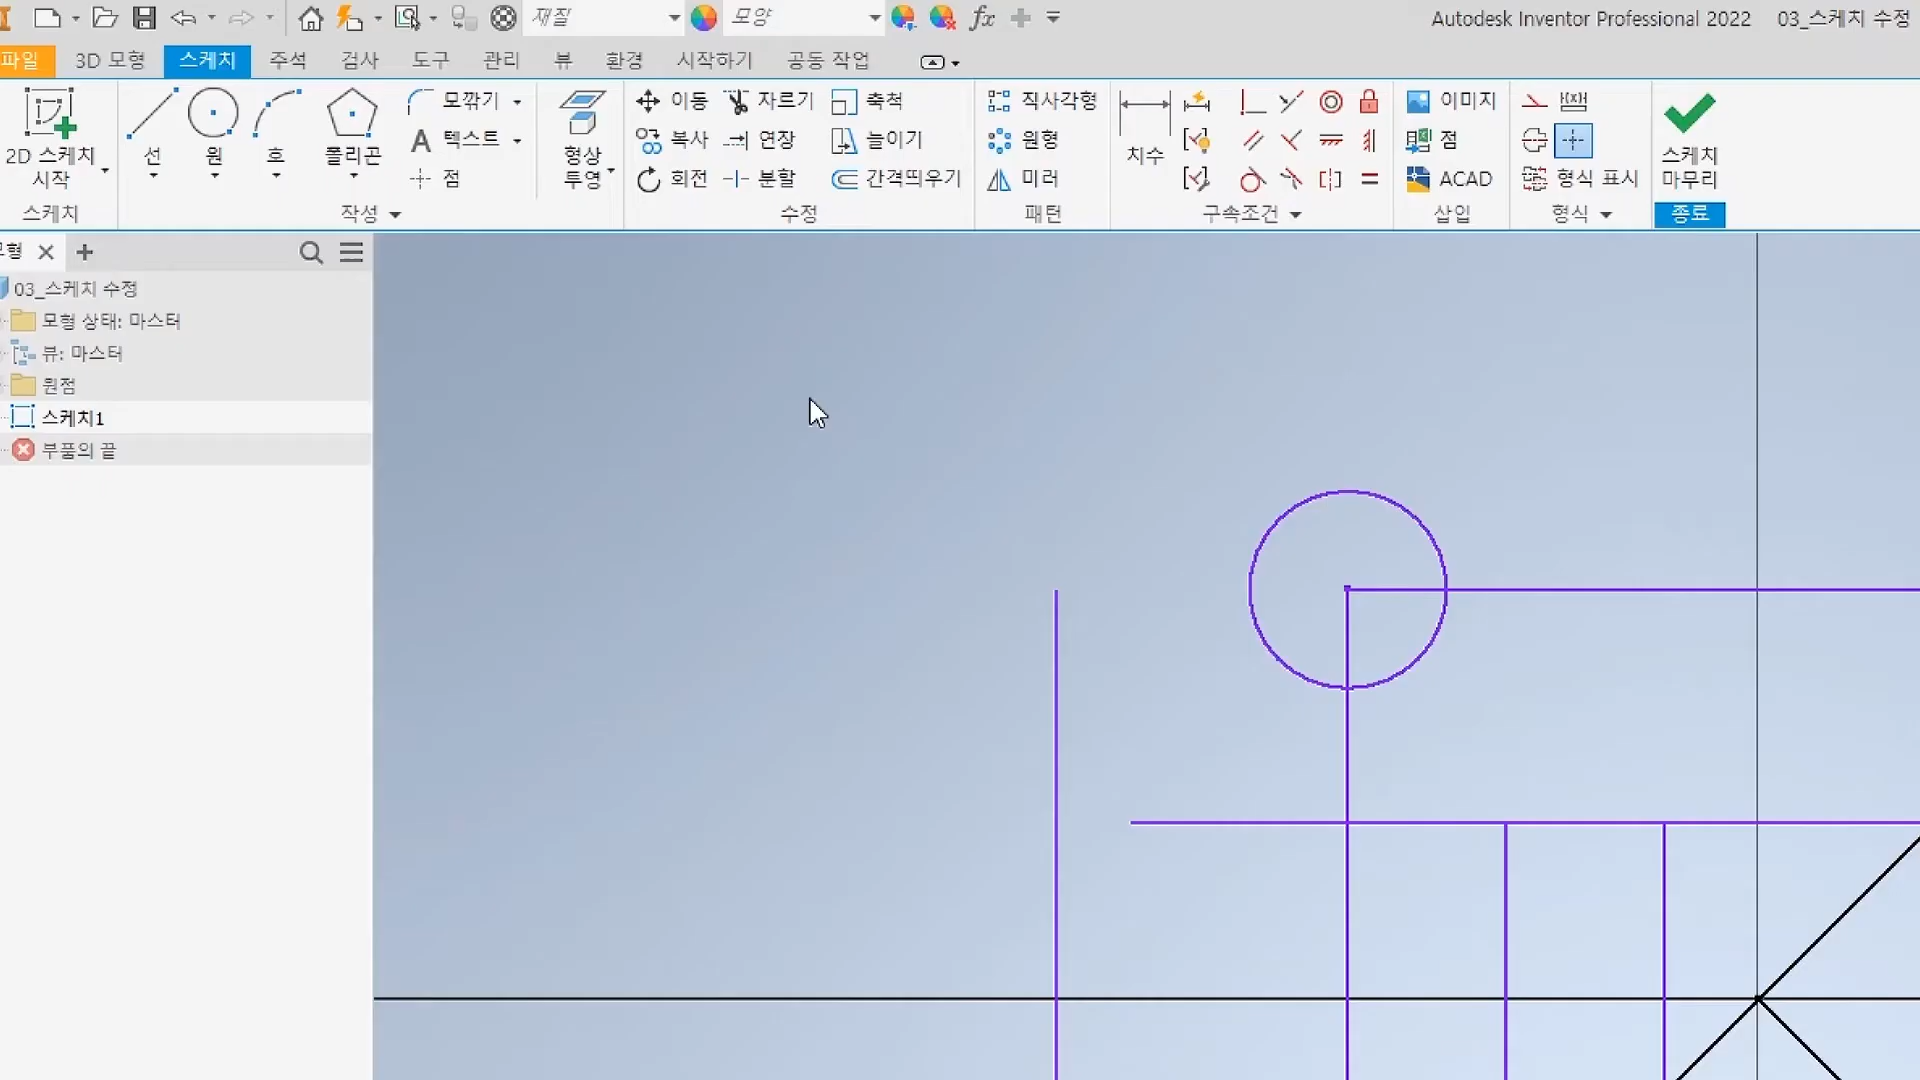 재질
모양
fx
Autodesk Inventor Professional 2022 03_스케치 수정
파일 3D 모형 스케치 주석 검사 도구 관리 뷰 환경 시작하기 공동 작업
2D 스케치
시작
스케치
선 원 호 폴리곤
모깎기
텍스트
점
작성
형상
투영
이동 자르기 축척
복사 연장 늘이기
회전 분할 간격띄우기
수정
직사각형
원형
미러
패턴
치수
구속조건
이미지
점
ACAD
삽입
형식 표시
형식
스케치
마무리
종료
03_스케치 수정
모형 상태: 마스터
뷰: 마스터
원점
스케치1
부품의 끝